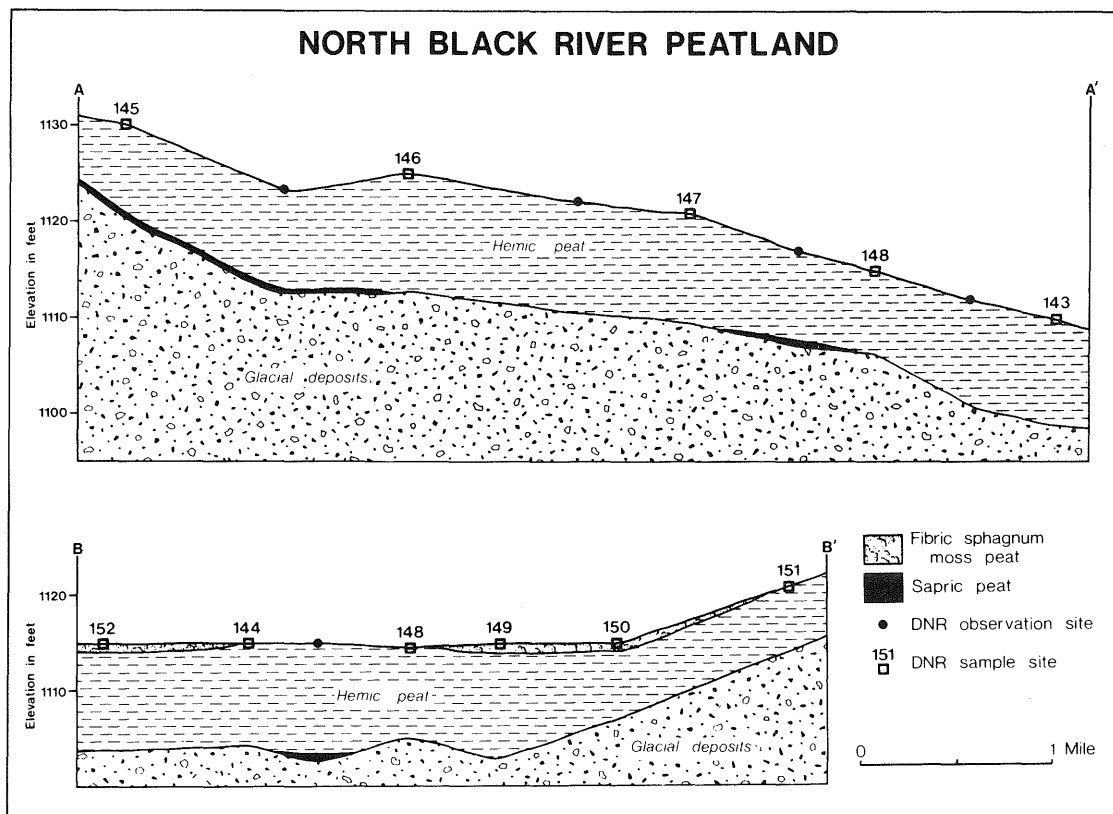 NORTH BLACK RIVER PEATLAND
A
A'
145
146
147
148
143
1130
1120
1110
1100
Elevation in feet
Hemic peat
Glacial deposits
B
B'
152
144
148
149
150
151
1120
1110
Elevation in feet
Hemic peat
Glacial deposits
Fibric sphagnum
moss peat
Sapric peat
DNR observation site
151
DNR sample site
0
1 Mile